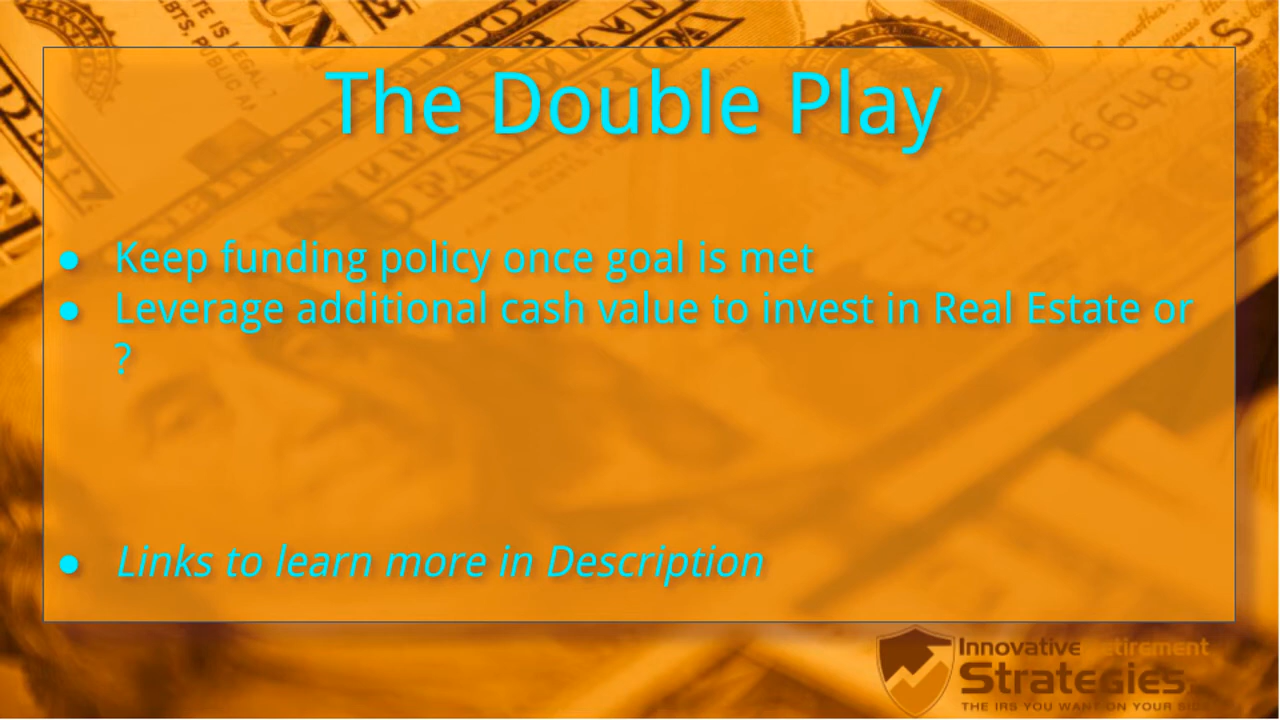 The Double Play
● Keep funding policy once goal is met
● Leverage additional cash value to invest in Real Estate or
?
● Links to learn more in Description
Innovative Retirement
Strategies
THE IRS YOU WANT ON YOUR SIDE
LB41166487